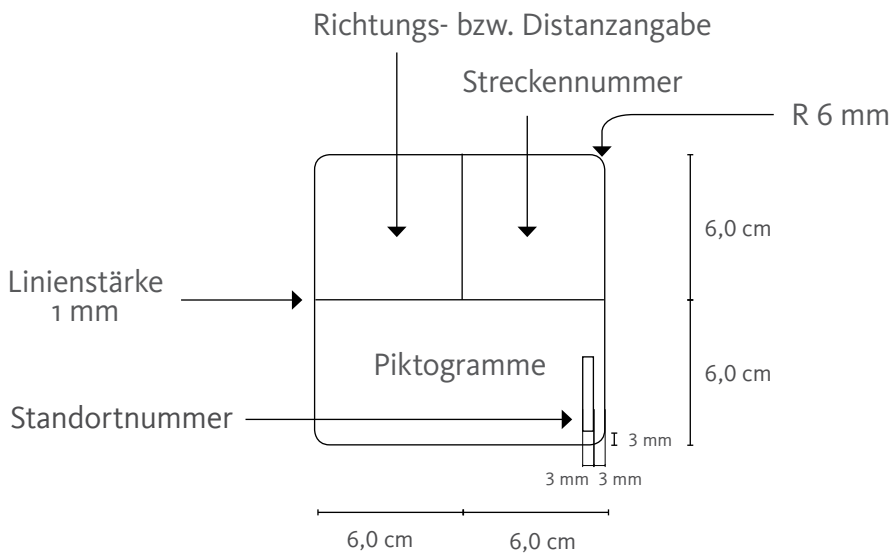 Richtungs- bzw. Distanzangabe
Streckennummer
R 6 mm
6,0 cm
Linienstärke
1 mm
Piktogramme
6,0 cm
Standortnummer
3 mm
3 mm 3 mm
6,0 cm 6,0 cm